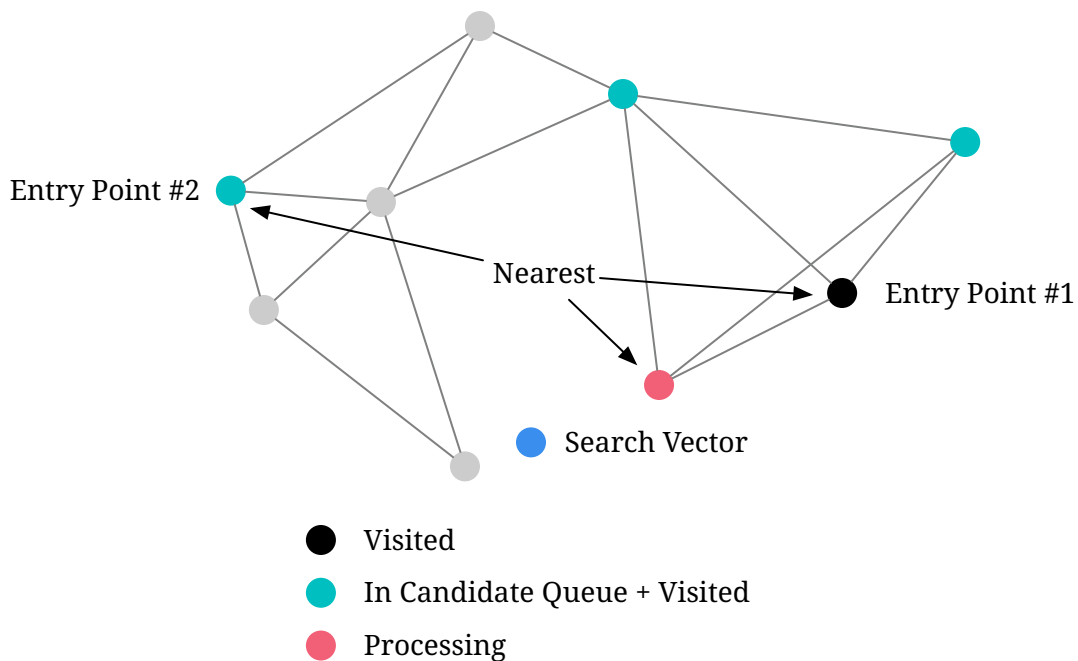 Entry Point #2
Nearest
Entry Point #1
Search Vector
Visited
In Candidate Queue + Visited
Processing